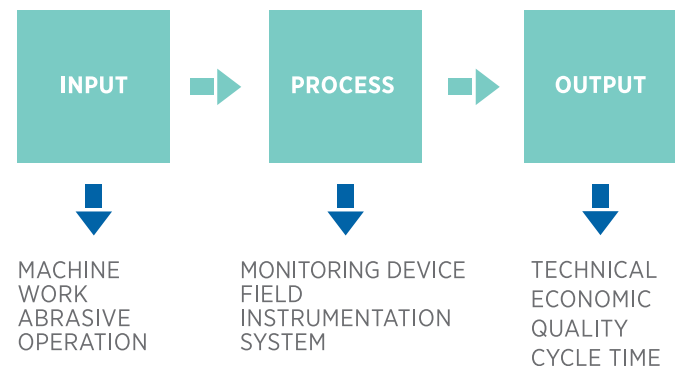 INPUT
PROCESS
OUTPUT
MACHINE
WORK
ABRASIVE
OPERATION
MONITORING DEVICE
FIELD
INSTRUMENTATION
SYSTEM
TECHNICAL
ECONOMIC
QUALITY
CYCLE TIME